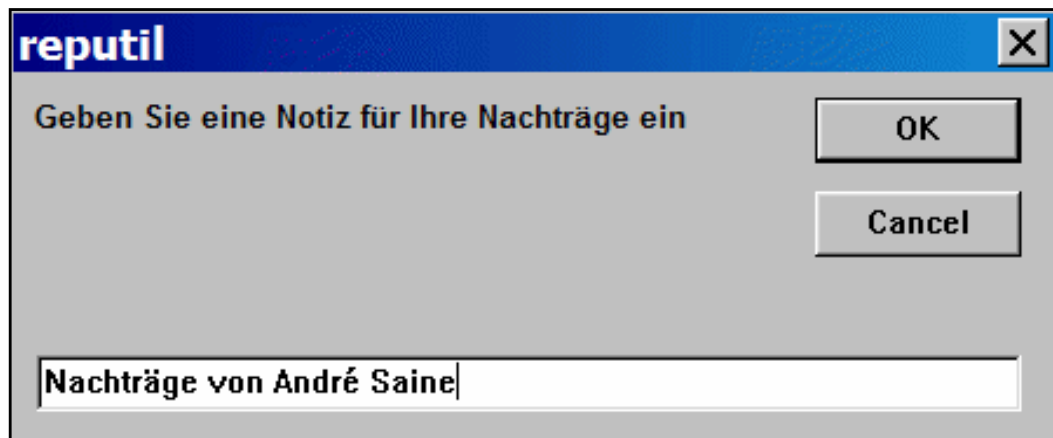 reputil
Geben Sie eine Notiz für Ihre Nachträge ein
OK
Cancel
Nachträge von André Saine